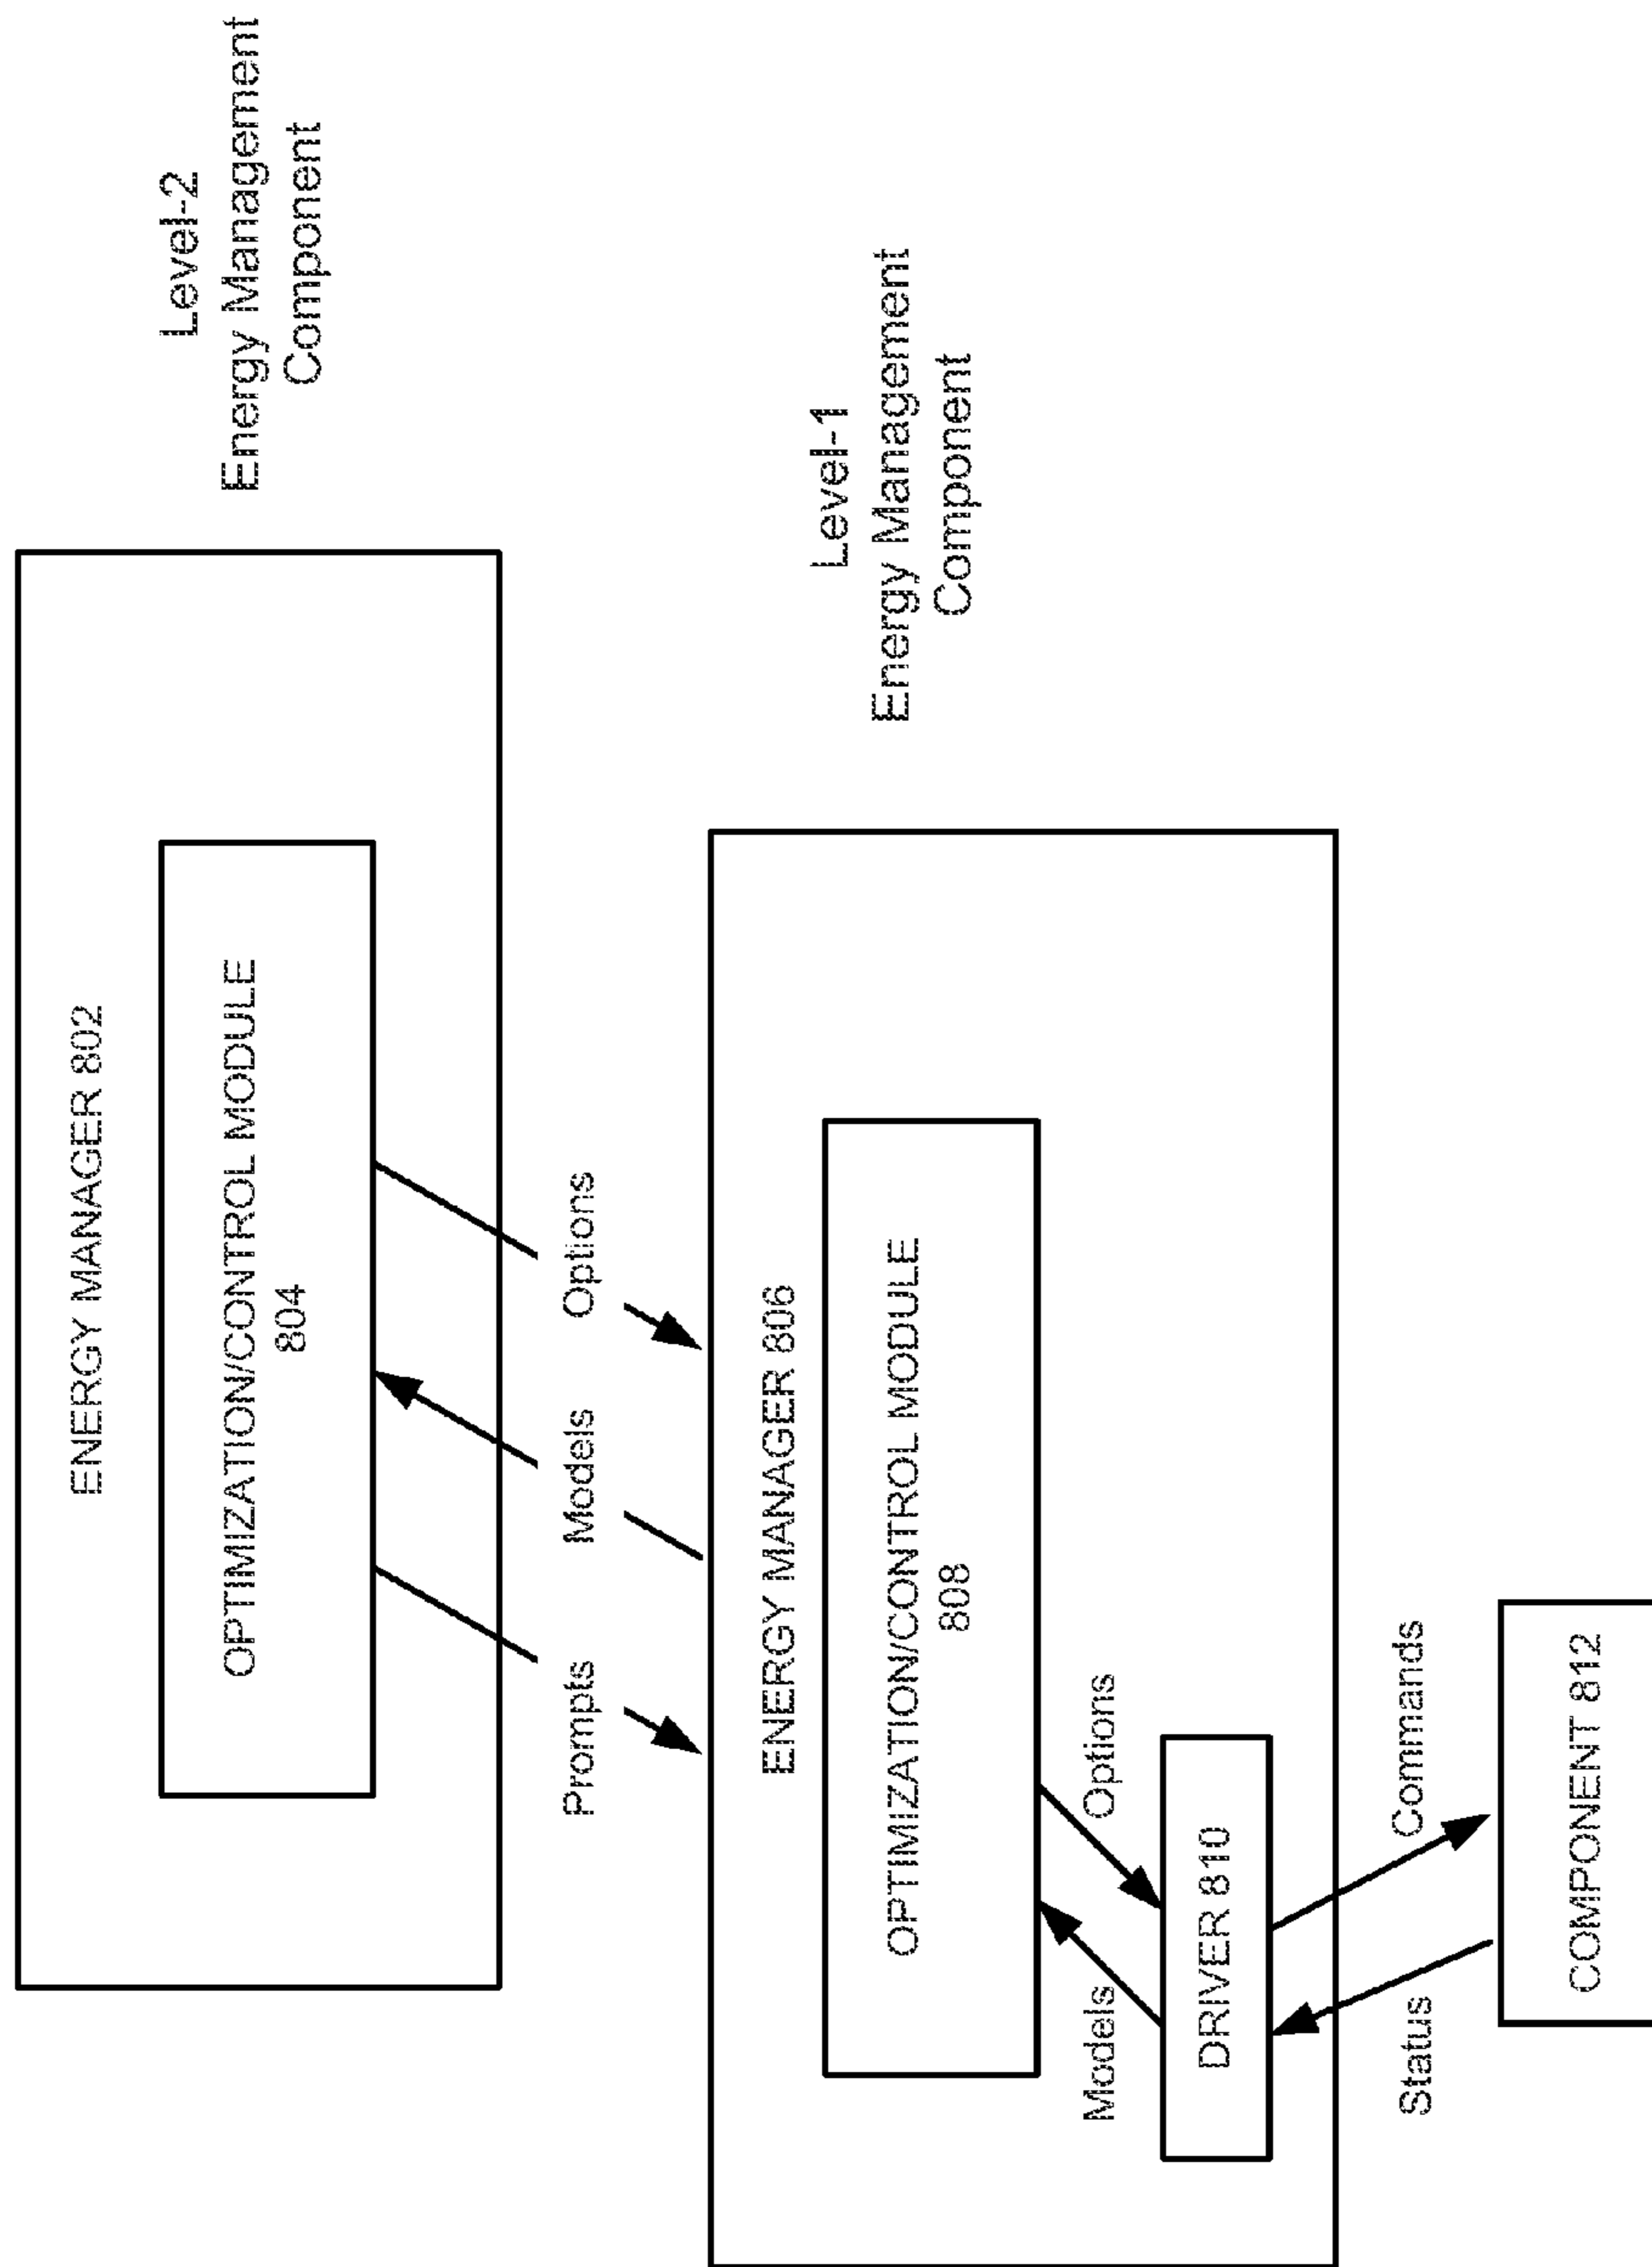 ENERGY MANAGER 802
OPTIMIZATION/CONTROL MODULE
804
Level-2
Energy Management
Component
Prompts
Models
Options
ENERGY MANAGER 806
OPTIMIZATION/CONTROL MODULE
808
Level-1
Energy Management
Component
Models
Options
DRIVER 810
Status
Commands
COMPONENT 812